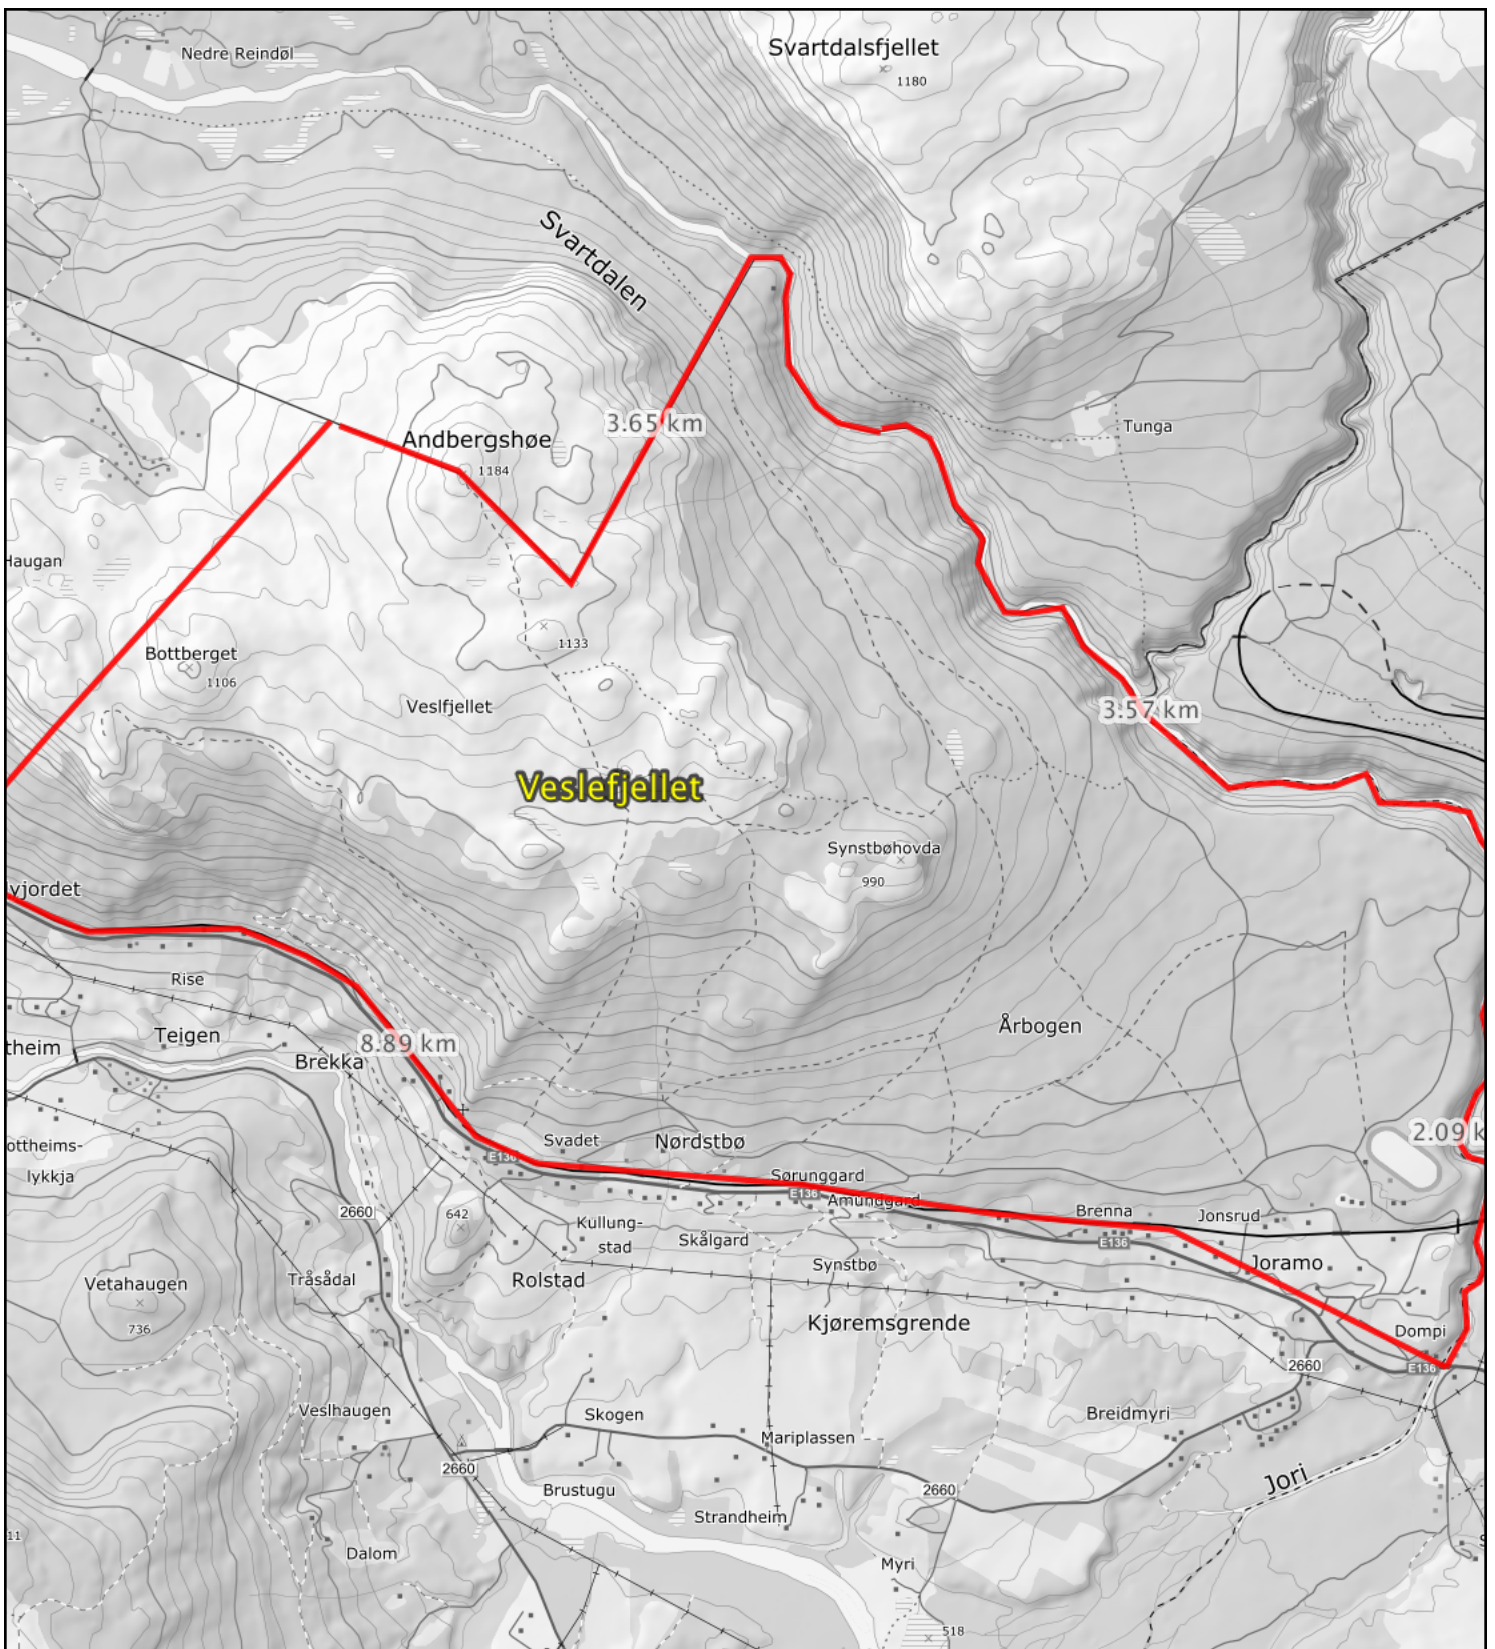 Nedre Reindøl
Svartdalsfjellet
1180
Svartdalen
3.65 km
Tunga
Andbergshøe
1184
Haugan
1133
Bottberget
1106
Veslfjellet
3.57 km
Veslefjellet
Synstbøhovda
990
vjordet
Rise
Teigen
theim
Brekka
8.89 km
Årbogen
ottheims-
lykkja
Svadet
Nørdstbø
E136
2.09 k
Sørunggard
E136
Amundgard
2660
642
Kullung-
stad
Skålgard
Brenna
Jonsrud
E136
Vetahaugen
736
Tråsådal
Rolstad
Synstbø
Joramo
Kjøremsgrende
Dompi
2660
E136
Veslhaugen
Skogen
Breidmyri
Mariplassen
2660
Brustugu
2660
Jori
Strandheim
11
Dalom
Myri
518